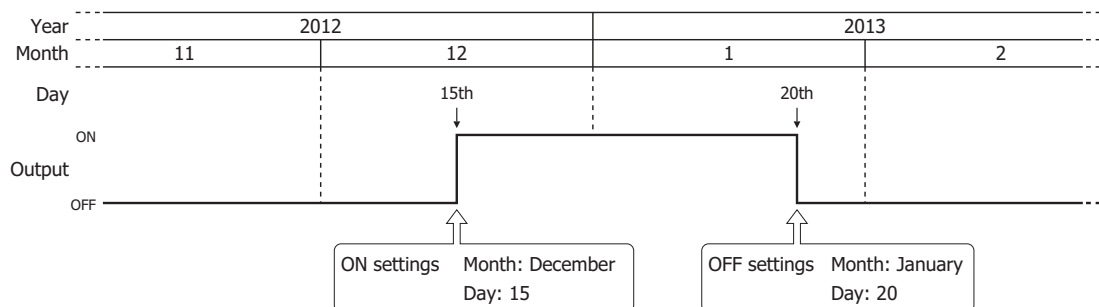 Year 2012 2013
Month 11 12 1 2
Day 15th 20th
ON
Output
OFF
ON settings Month: December OFF settings Month: January
Day: 15 Day: 20